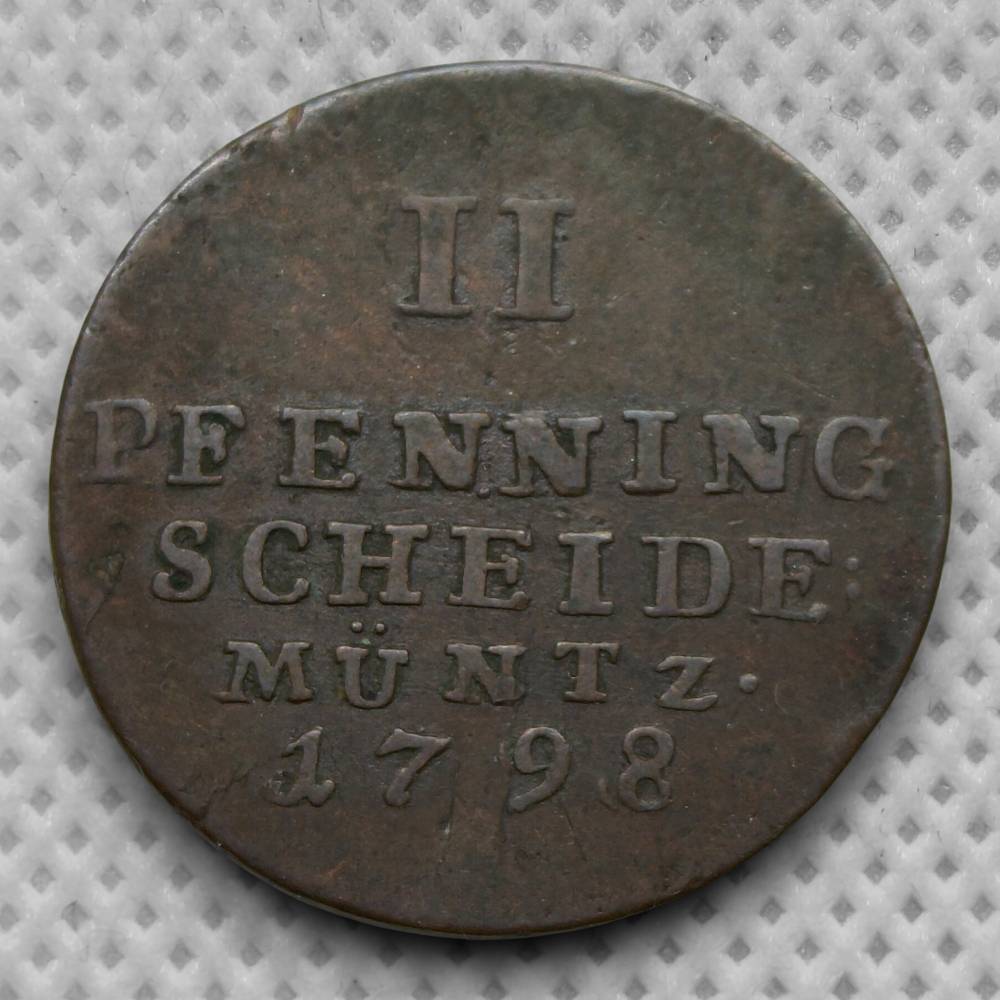 II
PFENNING
SCHEIDE:
MÜNTZ.
1798